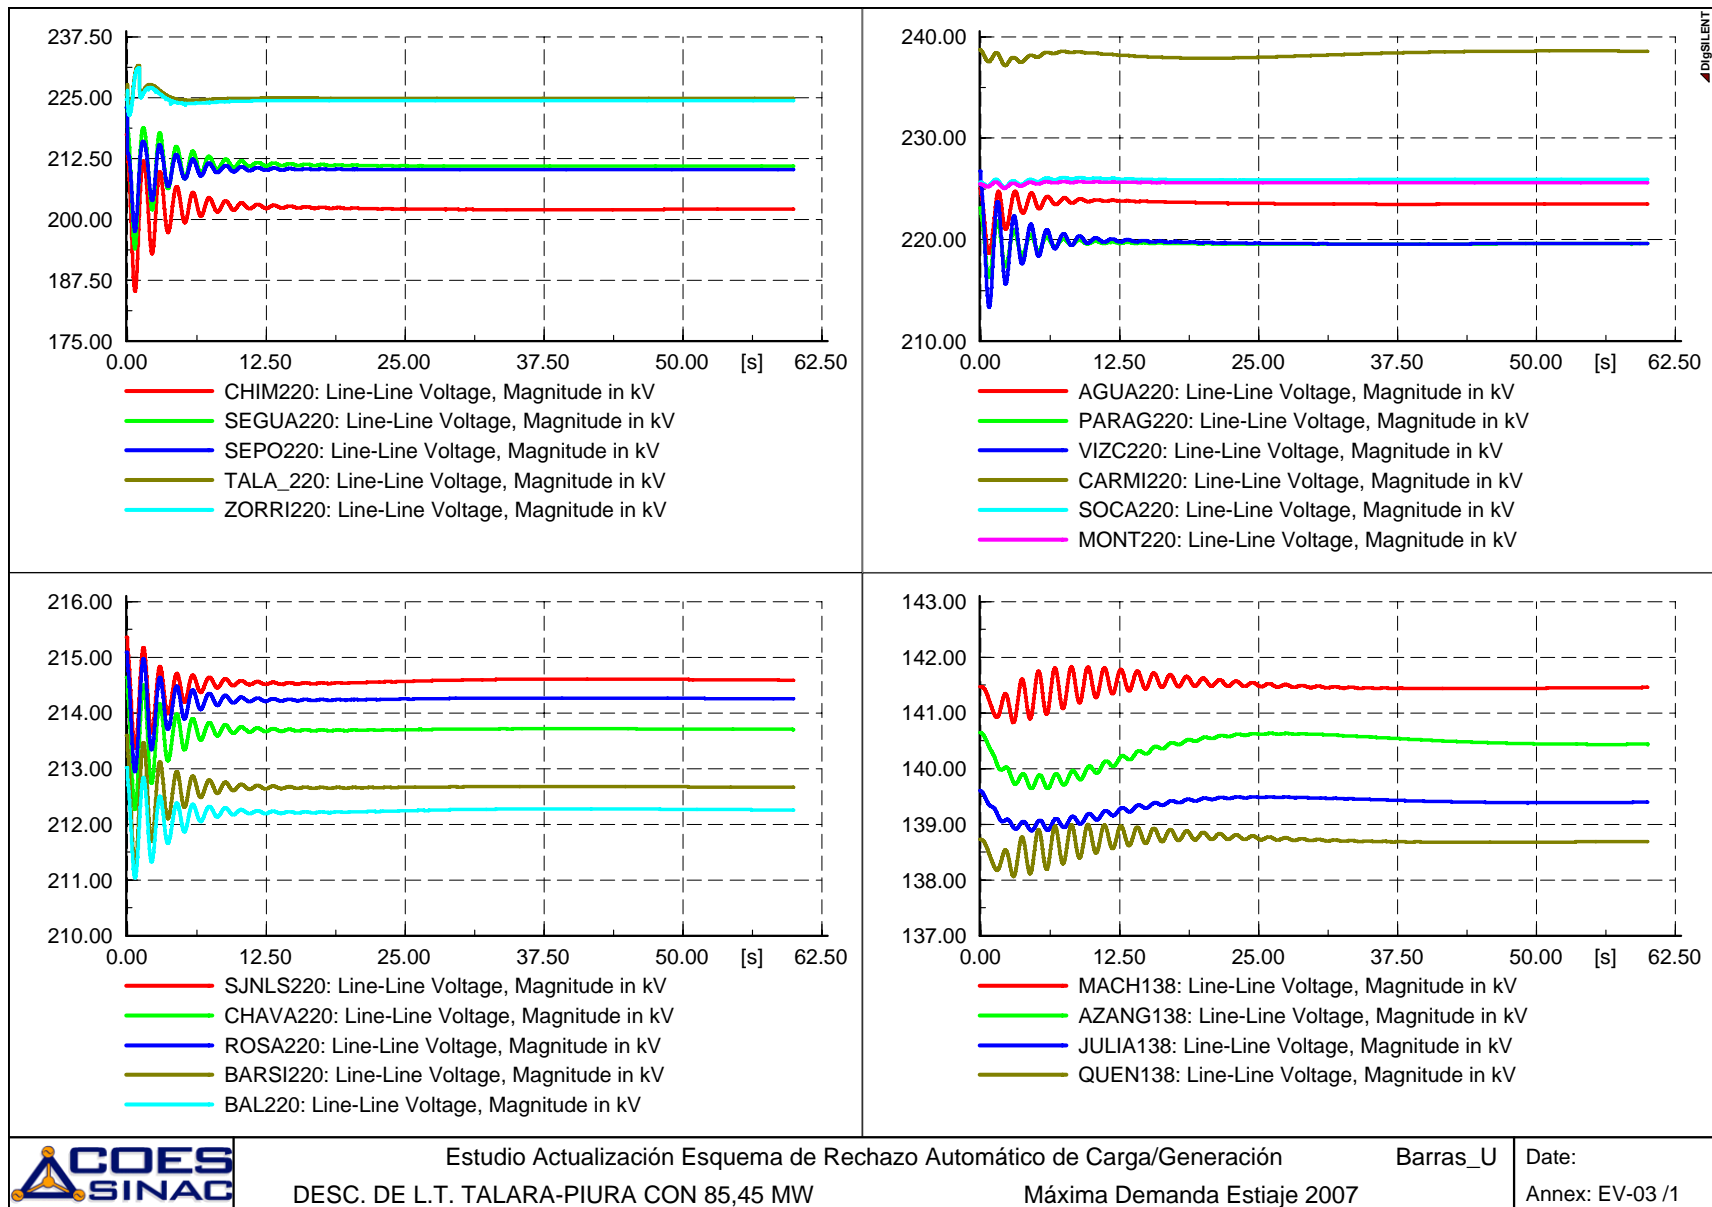 237.50
225.00
212.50
200.00
187.50
175.00
0.00 12.50 25.00 37.50 50.00 [s] 62.50
CHIM220: Line-Line Voltage, Magnitude in kV
SEGUA220: Line-Line Voltage, Magnitude in kV
SEPO220: Line-Line Voltage, Magnitude in kV
TALA_220: Line-Line Voltage, Magnitude in kV
ZORRI220: Line-Line Voltage, Magnitude in kV
DIgSILENT
240.00
230.00
220.00
210.00
0.00 12.50 25.00 37.50 50.00 [s] 62.50
AGUA220: Line-Line Voltage, Magnitude in kV
PARAG220: Line-Line Voltage, Magnitude in kV
VIZC220: Line-Line Voltage, Magnitude in kV
CARMI220: Line-Line Voltage, Magnitude in kV
SOCA220: Line-Line Voltage, Magnitude in kV
MONT220: Line-Line Voltage, Magnitude in kV
216.00
215.00
214.00
213.00
212.00
211.00
210.00
0.00 12.50 25.00 37.50 50.00 [s] 62.50
SJNLS220: Line-Line Voltage, Magnitude in kV
CHAVA220: Line-Line Voltage, Magnitude in kV
ROSA220: Line-Line Voltage, Magnitude in kV
BARSI220: Line-Line Voltage, Magnitude in kV
BAL220: Line-Line Voltage, Magnitude in kV
143.00
142.00
141.00
140.00
139.00
138.00
137.00
0.00 12.50 25.00 37.50 50.00 [s] 62.50
MACH138: Line-Line Voltage, Magnitude in kV
AZANG138: Line-Line Voltage, Magnitude in kV
JULIA138: Line-Line Voltage, Magnitude in kV
QUEN138: Line-Line Voltage, Magnitude in kV
COES
SINAC
Estudio Actualización Esquema de Rechazo Automático de Carga/Generación Barras_U
DESC. DE L.T. TALARA-PIURA CON 85,45 MW Máxima Demanda Estiaje 2007
Date:
Annex: EV-03 /1